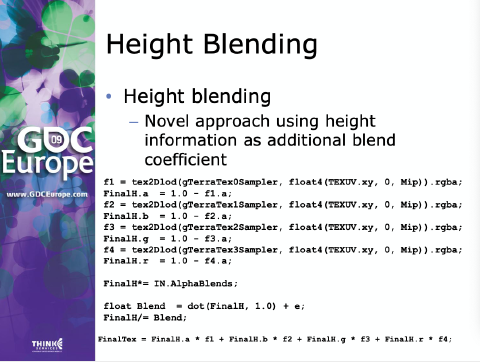 Height Blending
• Height blending
– Novel approach using height
information as additional blend
coefficient
GDC
09
Europe
www.GDCEurope.com
f1 = tex2Dlod(gTerraTex0Sampler, float4(TEXUV.xy, 0, Mip)).rgba;
FinalH.a = 1.0 - f1.a;
f2 = tex2Dlod(gTerraTex1Sampler, float4(TEXUV.xy, 0, Mip)).rgba;
FinalH.b = 1.0 - f2.a;
f3 = tex2Dlod(gTerraTex2Sampler, float4(TEXUV.xy, 0, Mip)).rgba;
FinalH.g = 1.0 - f3.a;
f4 = tex2Dlod(gTerraTex3Sampler, float4(TEXUV.xy, 0, Mip)).rgba;
FinalH.r = 1.0 - f4.a;
FinalH*= IN.AlphaBlends;
float Blend = dot(FinalH, 1.0) + e;
FinalH/= Blend;
FinalTex = FinalH.a * f1 + FinalH.b * f2 + FinalH.g * f3 + FinalH.r * f4;
THINK
SERVICES